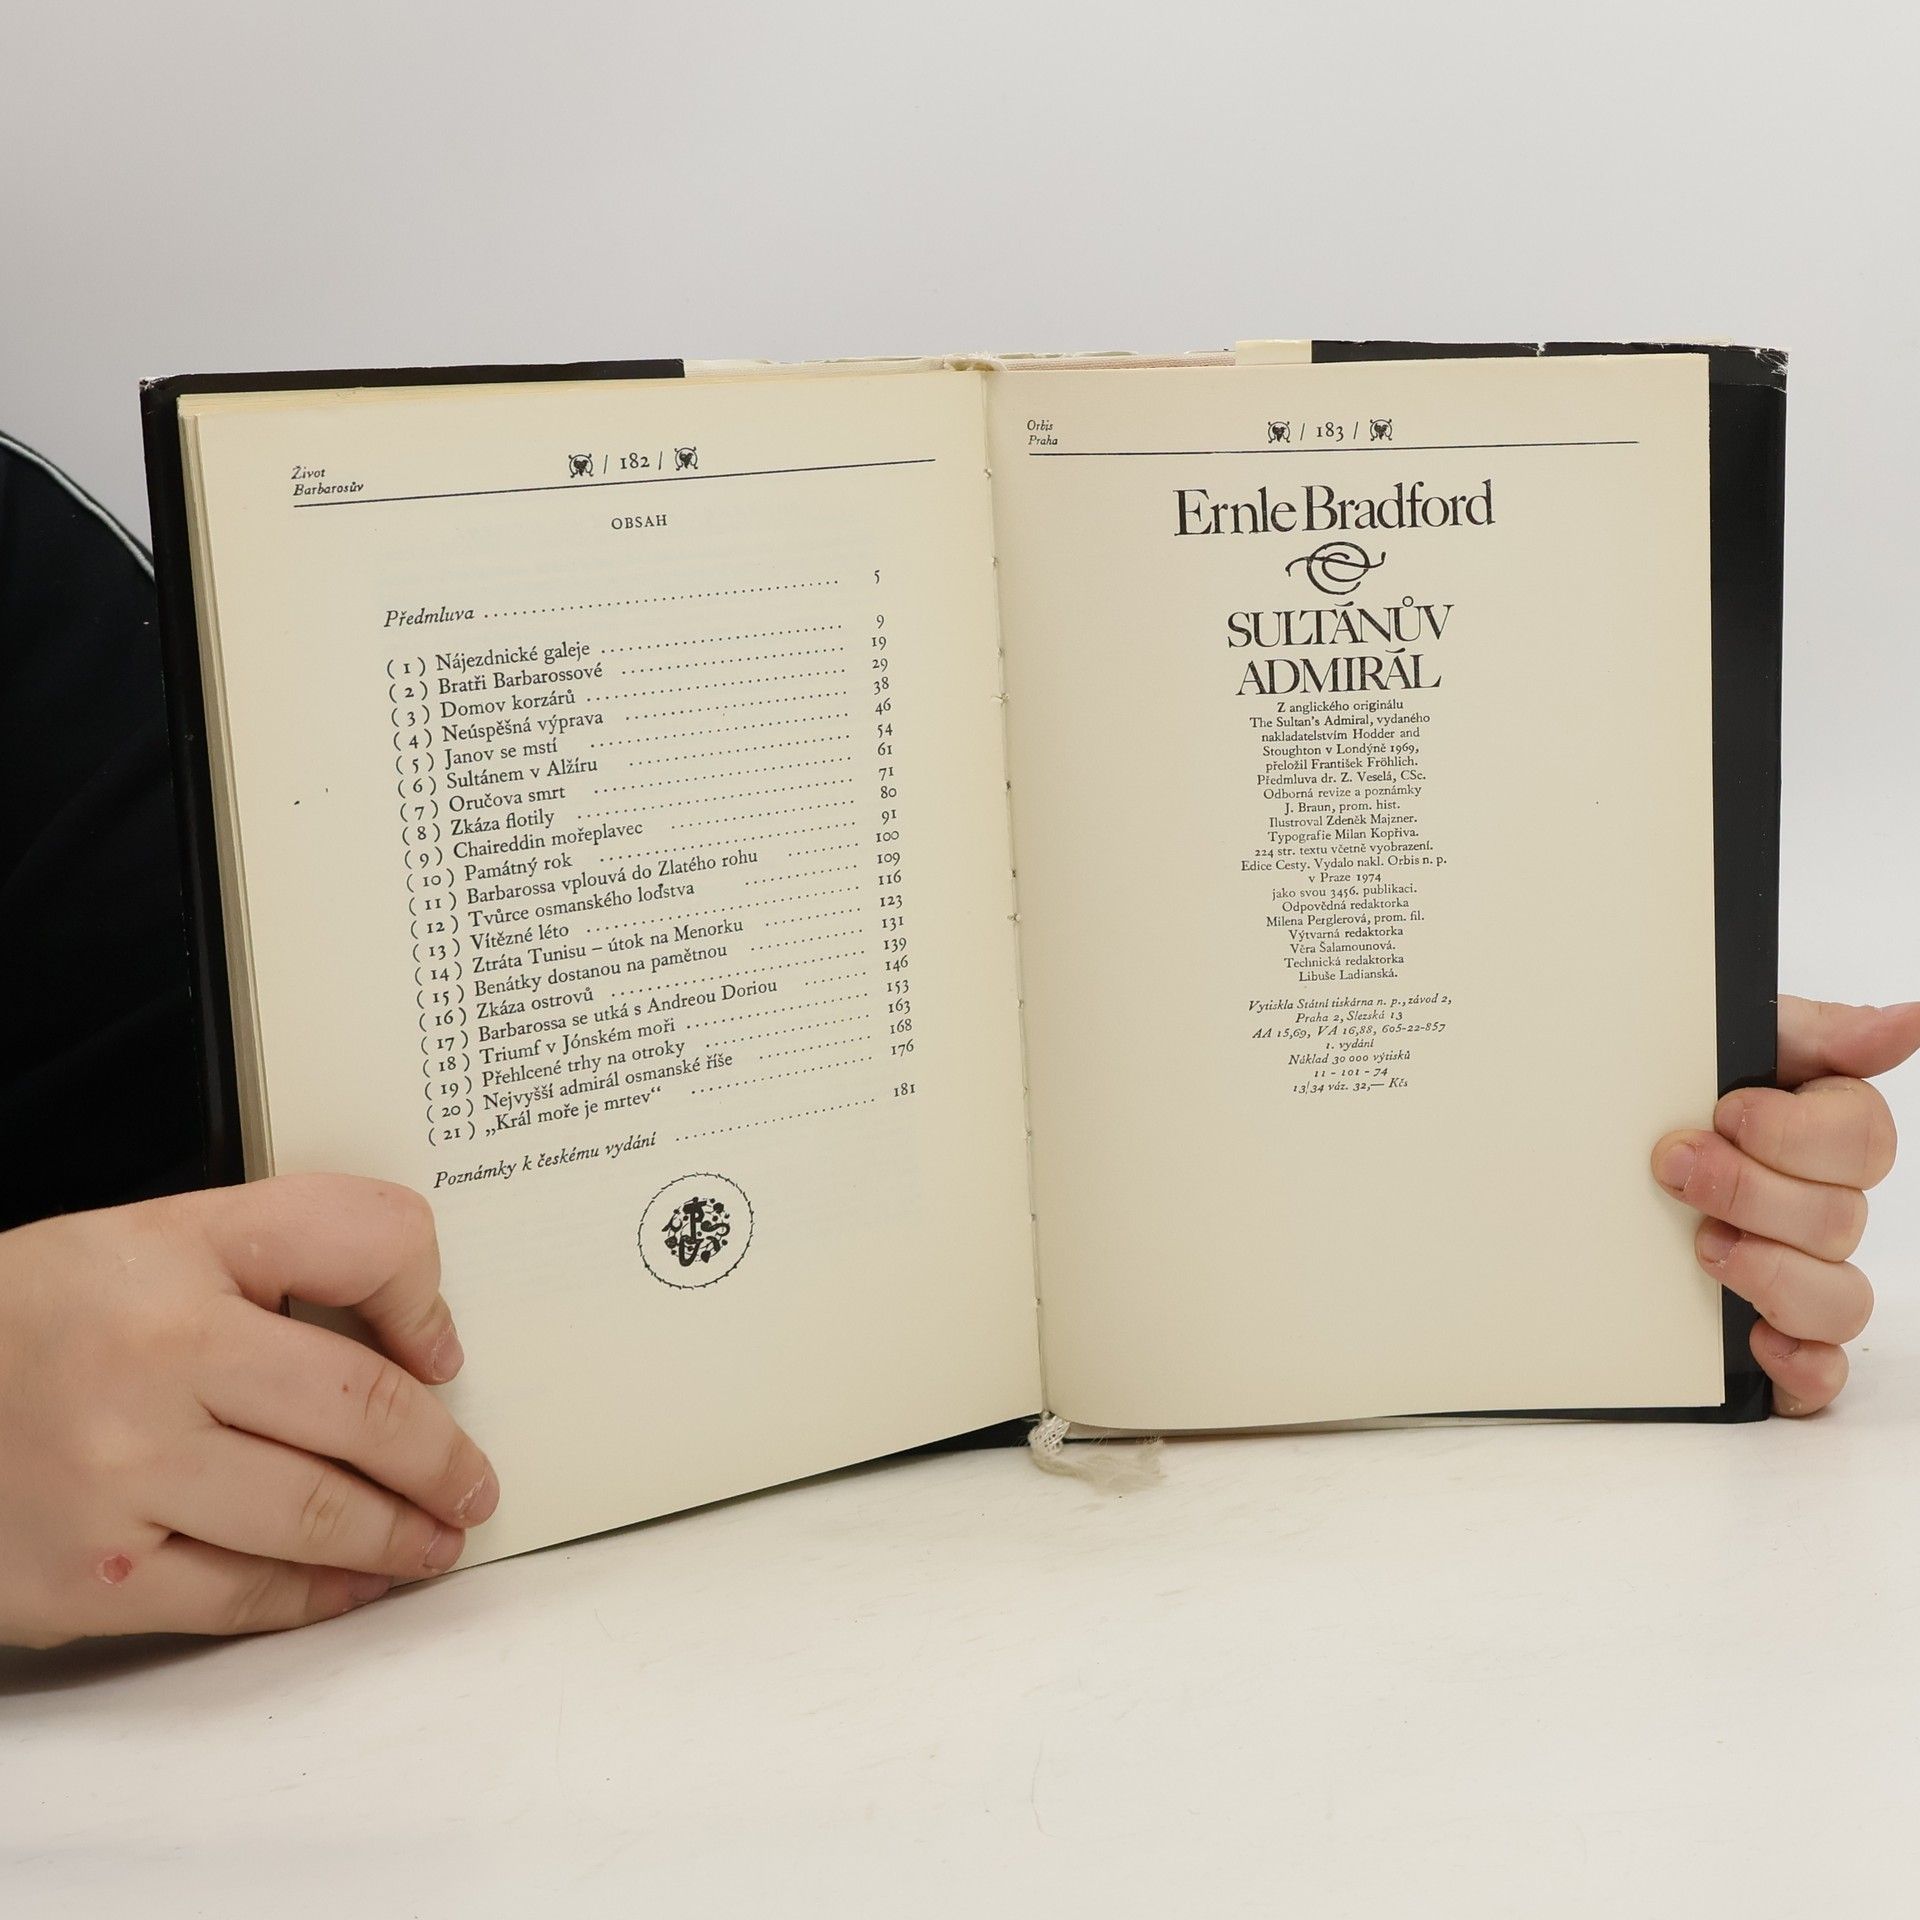 Život
Barbarosův
/ 182 /
OBSAH
Předmluva ........................................ 5
( 1 ) Nájezdnické galeje ........................... 9
( 2 ) Bratři Barbarossové ........................... 19
( 3 ) Domov korzárů ........................... 29
( 4 ) Neúspěšná výprava ........................... 38
( 5 ) Janov se mstí ........................... 46
( 6 ) Sultánem v Alžíru ........................... 54
( 7 ) Oručova smrt ........................... 61
( 8 ) Zkáza flotily ........................... 71
( 9 ) Chaireddin mořeplavec ........................... 80
( 10 ) Památný rok ........................... 91
( 11 ) Barbarossa vplouvá do Zlatého rohu ........... 100
( 12 ) Tvůrce osmanského loďstva ........... 109
( 13 ) Vítězné léto ........................... 116
( 14 ) Ztráta Tunisu – útok na Menorku ........... 123
( 15 ) Benátky dostanou na pamětnou ........... 131
( 16 ) Zkáza ostrovů ........................... 139
( 17 ) Barbarossa se utká s Andreou Doriou ........... 146
( 18 ) Triumf v Jónském moři ........................... 153
( 19 ) Přehlcené trhy na otroky ........................... 163
( 20 ) Nejvyšší admirál osmanské říše ........... 168
( 21 ) „Král moře je mrtev“ ........................... 176
Poznámky k českému vydání ........................... 181
Orbis
Praha
/ 183 /
Ernle Bradford
SULTÁNŮV
ADMIRÁL
Z anglického originálu
The Sultan's Admiral, vydaného
nakladatelstvím Hodder and
Stoughton v Londýně 1969,
přeložil František Fröhlich.
Předmluva dr. Z. Veselá, CSc.
Odborná revize a poznámky
J. Braun, prom. hist.
Ilustroval Zdeněk Majzner.
Typografie Milan Kopřiva.
224 str. textu včetně vyobrazení.
Edice Cesty. Vydalo nakl. Orbis n. p.
v Praze 1974
jako svou 3456. publikaci.
Odpovědná redaktorka
Milena Perglerová, prom. fil.
Výtvarná redaktorka
Věra Šalamounová.
Technická redaktorka
Libuše Ladianská.
Vytiskla Státní tiskárna n. p., závod 2,
Praha 2, Slezská 13
AA 15,69, VA 16,88, 605-22-857
1. vydání
Náklad 30 000 výtisků
11 - 101 - 74
13/34 váz. 32,— Kčs